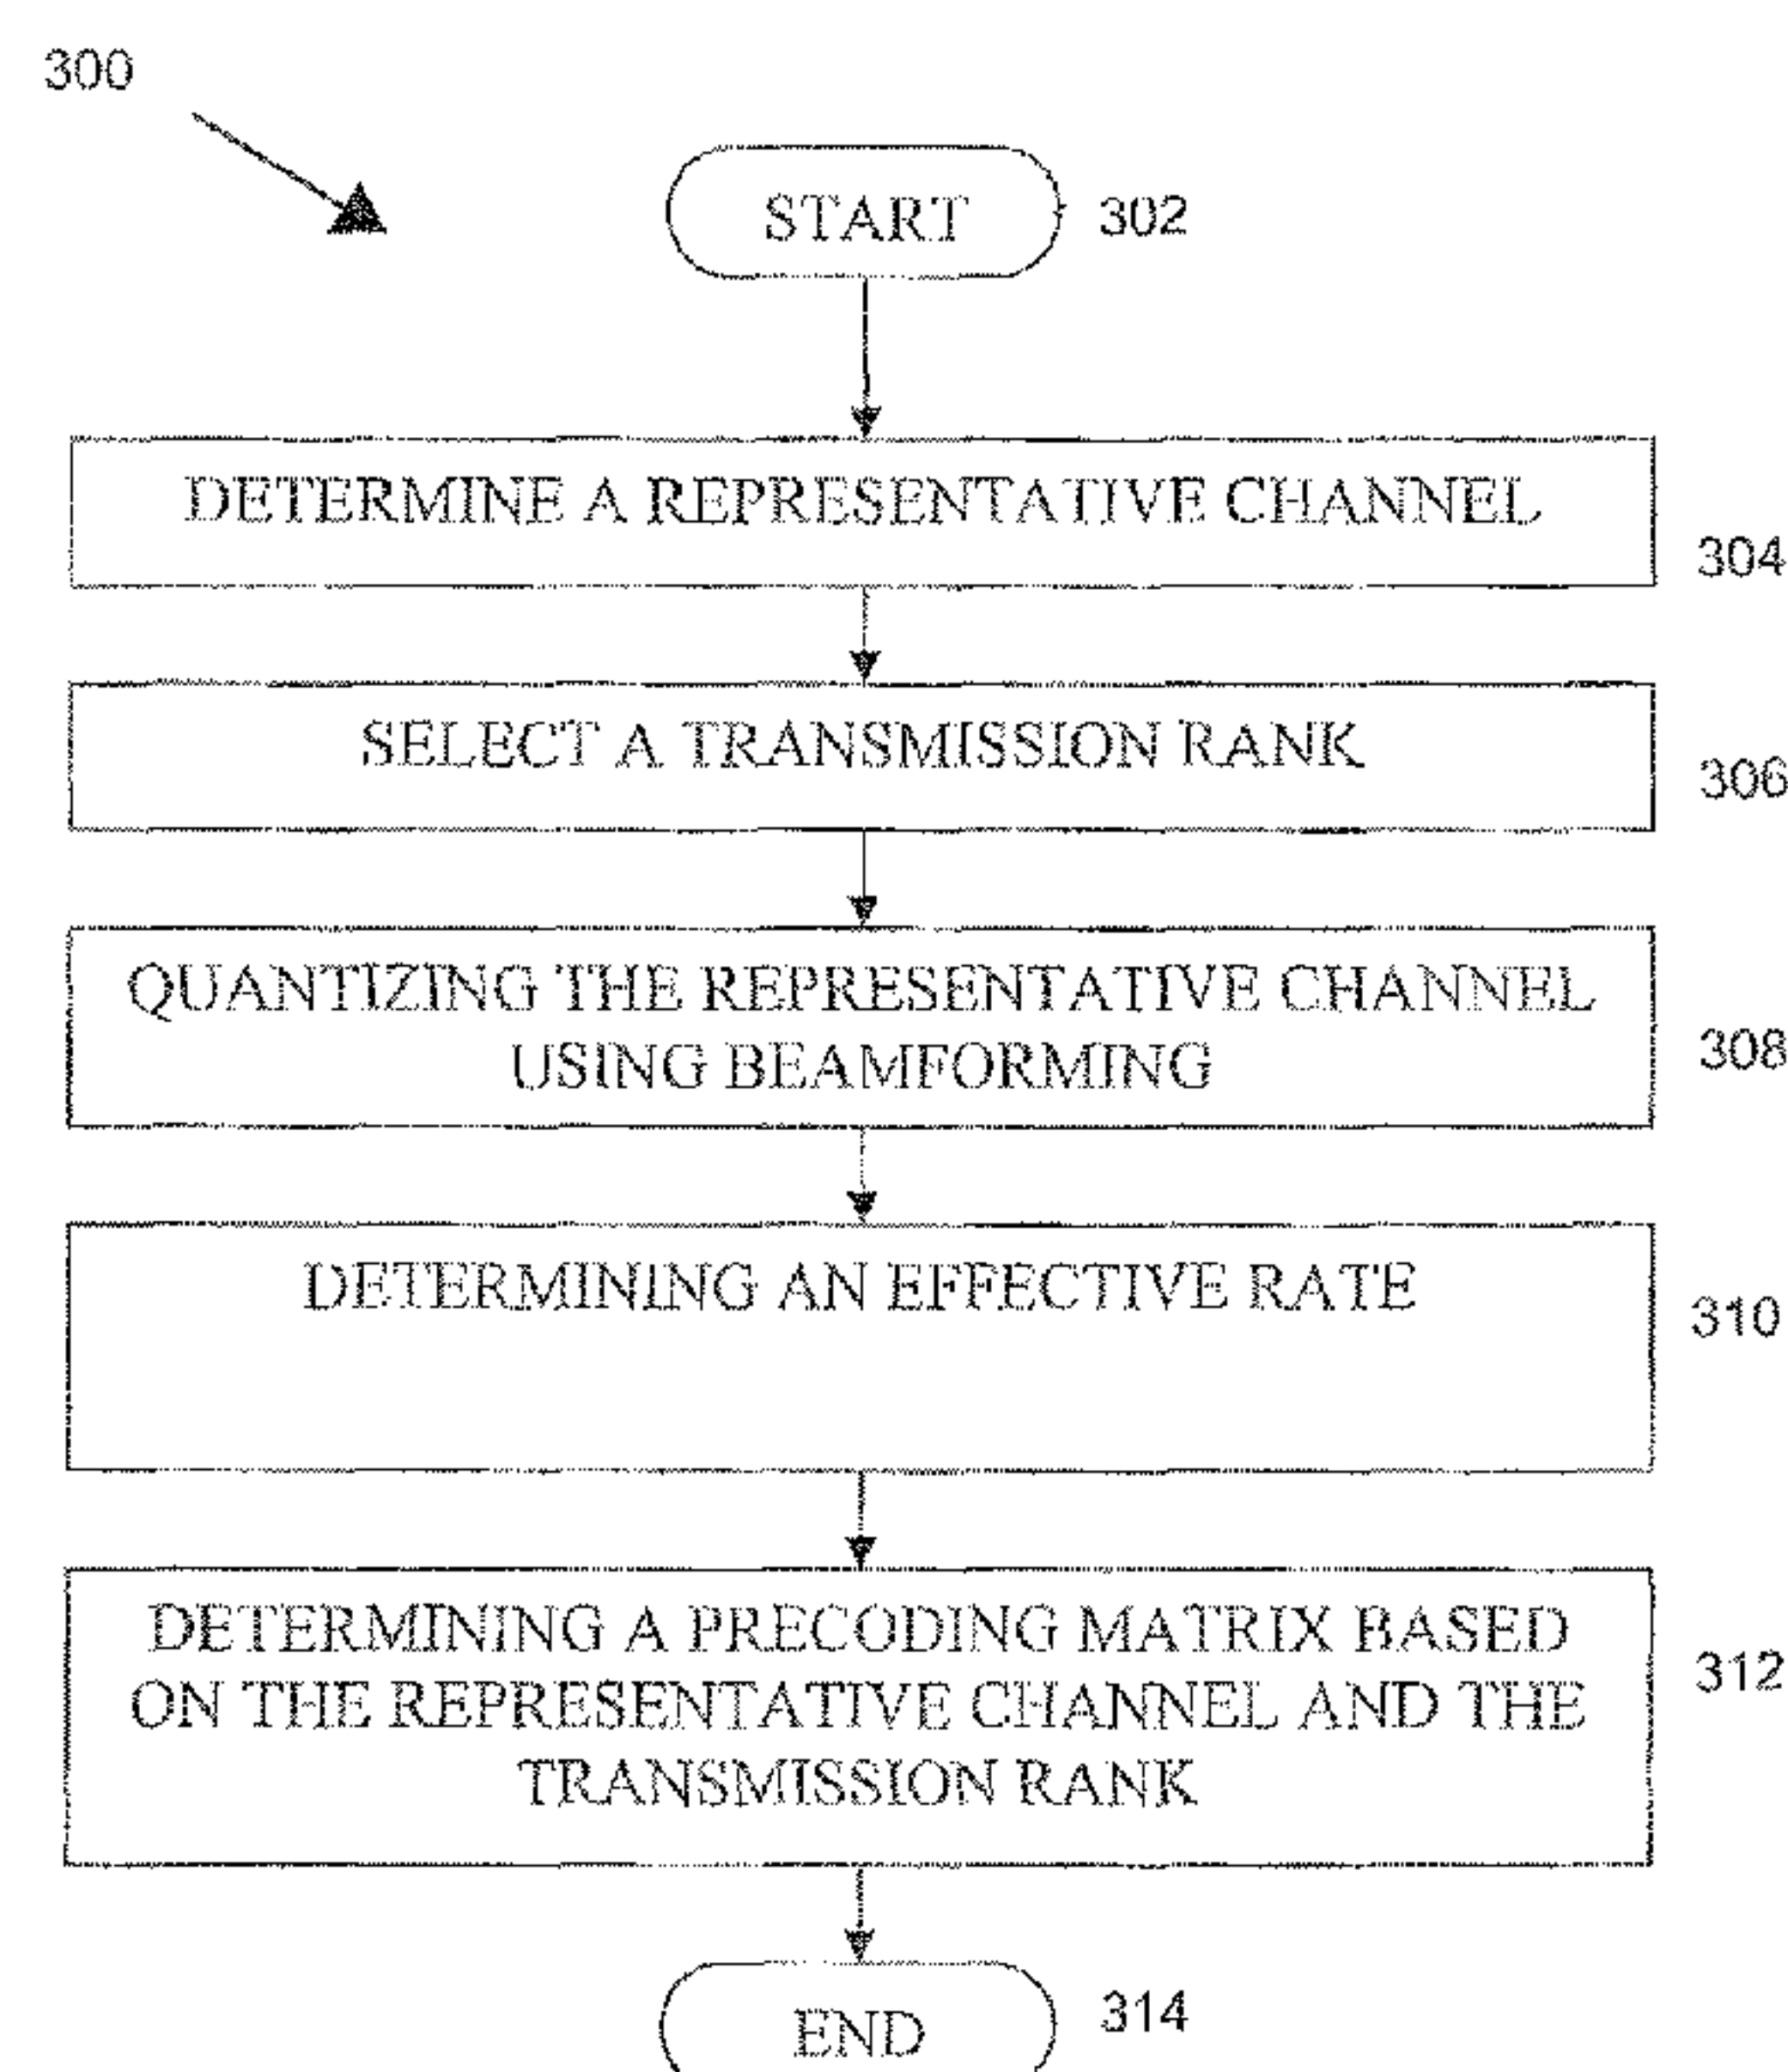 300
START
302
DETERMINE A REPRESENTATIVE CHANNEL
304
SELECT A TRANSMISSION RANK
306
QUANTIZING THE REPRESENTATIVE CHANNEL
USING BEAMFORMING
308
DETERMINING AN EFFECTIVE RATE
310
DETERMINING A PRECODING MATRIX BASED
ON THE REPRESENTATIVE CHANNEL AND THE
TRANSMISSION RANK
312
END
314